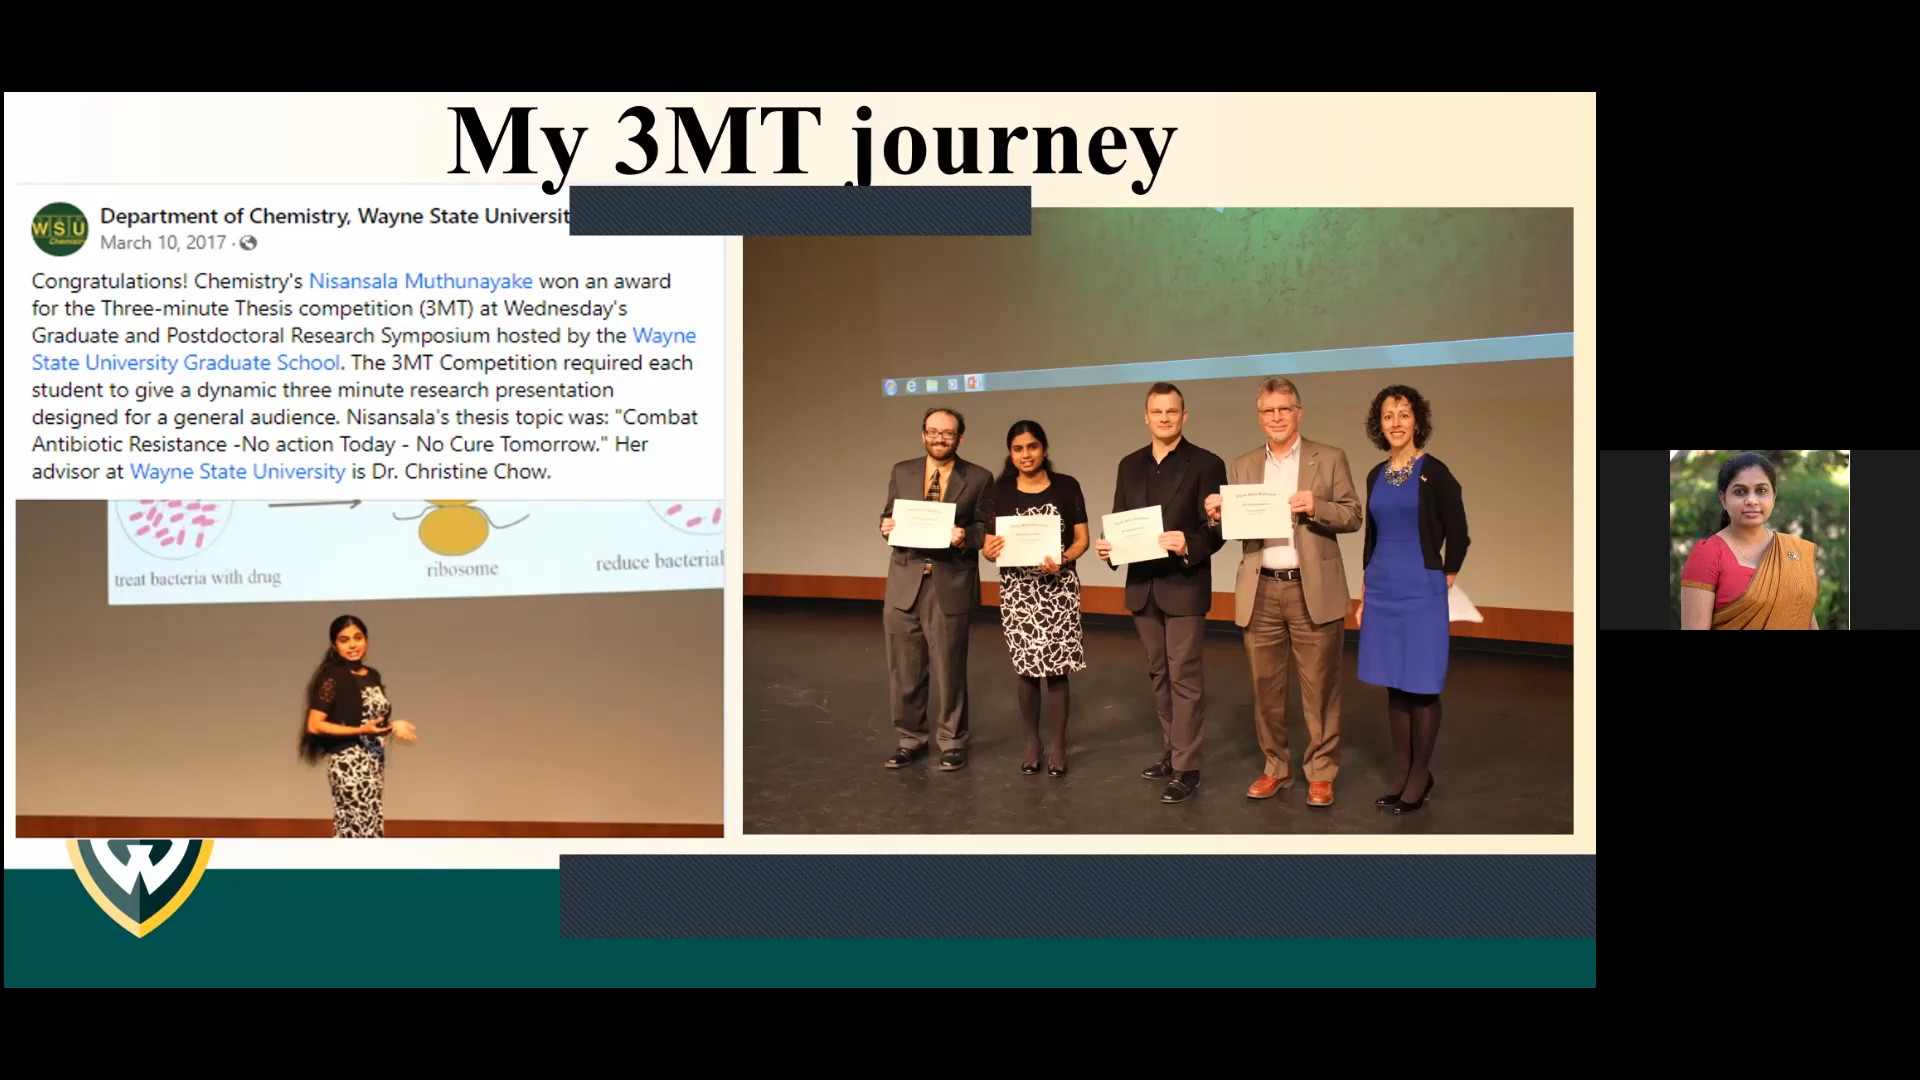 My 3MT journey
WSU
Chemistry
Department of Chemistry, Wayne State Universit
March 10, 2017 ·
Congratulations! Chemistry's Nisansala Muthunayake won an award
for the Three-minute Thesis competition (3MT) at Wednesday's
Graduate and Postdoctoral Research Symposium hosted by the Wayne
State University Graduate School. The 3MT Competition required each
student to give a dynamic three minute research presentation
designed for a general audience. Nisansala's thesis topic was: "Combat
Antibiotic Resistance -No action Today - No Cure Tomorrow." Her
advisor at Wayne State University is Dr. Christine Chow.
treat bacteria with drug
ribosome
reduce bacterial
W